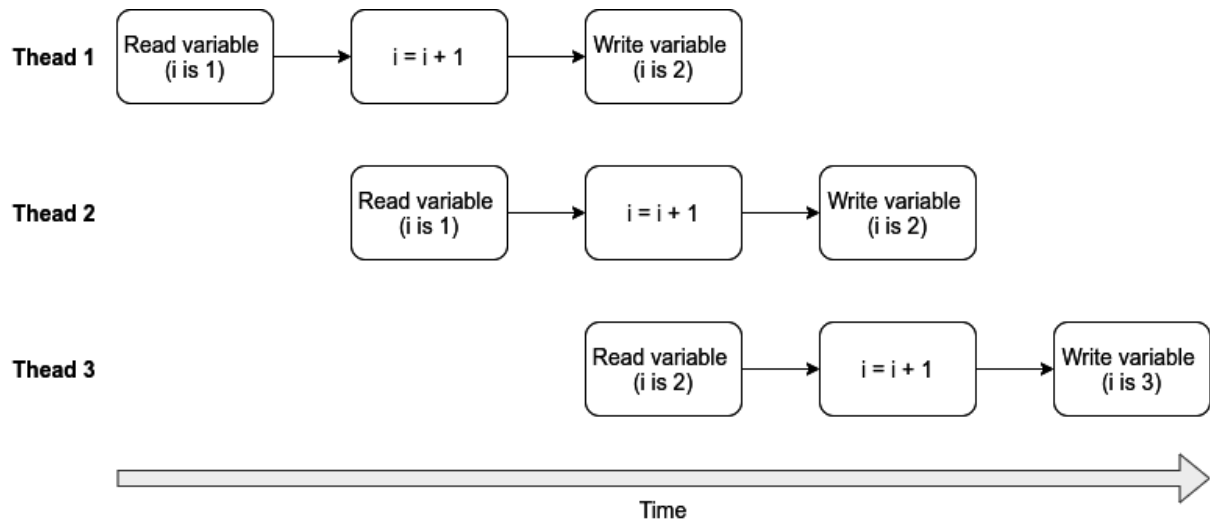 Thead 1
Read variable
(i is 1)
i = i + 1
Write variable
(i is 2)
Thead 2
Read variable
(i is 1)
i = i + 1
Write variable
(i is 2)
Thead 3
Read variable
(i is 2)
i = i + 1
Write variable
(i is 3)
Time